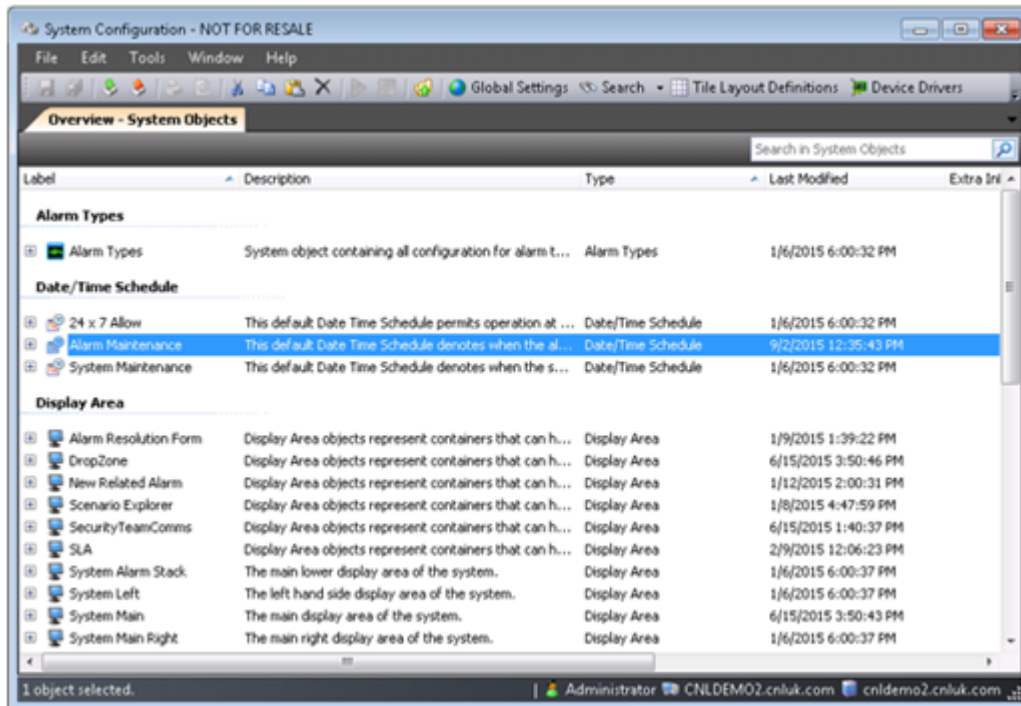 System Configuration - NOT FOR RESALE
File Edit Tools Window Help
Global Settings Search Tile Layout Definitions Device Drivers
Overview - System Objects
Search in System Objects
Label Description Type Last Modified Extra Inf
Alarm Types
Alarm Types System object containing all configuration for alarm t... Alarm Types 1/6/2015 6:00:32 PM
Date/Time Schedule
24 x 7 Allow This default Date Time Schedule permits operation at ... Date/Time Schedule 1/6/2015 6:00:32 PM
Alarm Maintenance This default Date Time Schedule denotes when the al... Date/Time Schedule 9/2/2015 12:35:43 PM
System Maintenance This default Date Time Schedule denotes when the s... Date/Time Schedule 1/6/2015 6:00:32 PM
Display Area
Alarm Resolution Form Display Area objects represent containers that can h... Display Area 1/9/2015 1:39:22 PM
DropZone Display Area objects represent containers that can h... Display Area 6/15/2015 3:50:46 PM
New Related Alarm Display Area objects represent containers that can h... Display Area 1/12/2015 2:00:31 PM
Scenario Explorer Display Area objects represent containers that can h... Display Area 1/8/2015 4:47:59 PM
SecurityTeamComms Display Area objects represent containers that can h... Display Area 6/15/2015 1:40:37 PM
SLA Display Area objects represent containers that can h... Display Area 2/9/2015 12:06:23 PM
System Alarm Stack The main lower display area of the system. Display Area 1/6/2015 6:00:37 PM
System Left The left hand side display area of the system. Display Area 1/6/2015 6:00:37 PM
System Main The main display area of the system. Display Area 6/15/2015 3:50:43 PM
System Main Right The main right display area of the system. Display Area 1/6/2015 6:00:37 PM
1 object selected. Administrator CNLDEMO2.cnluk.com cnldemo2.cnluk.com